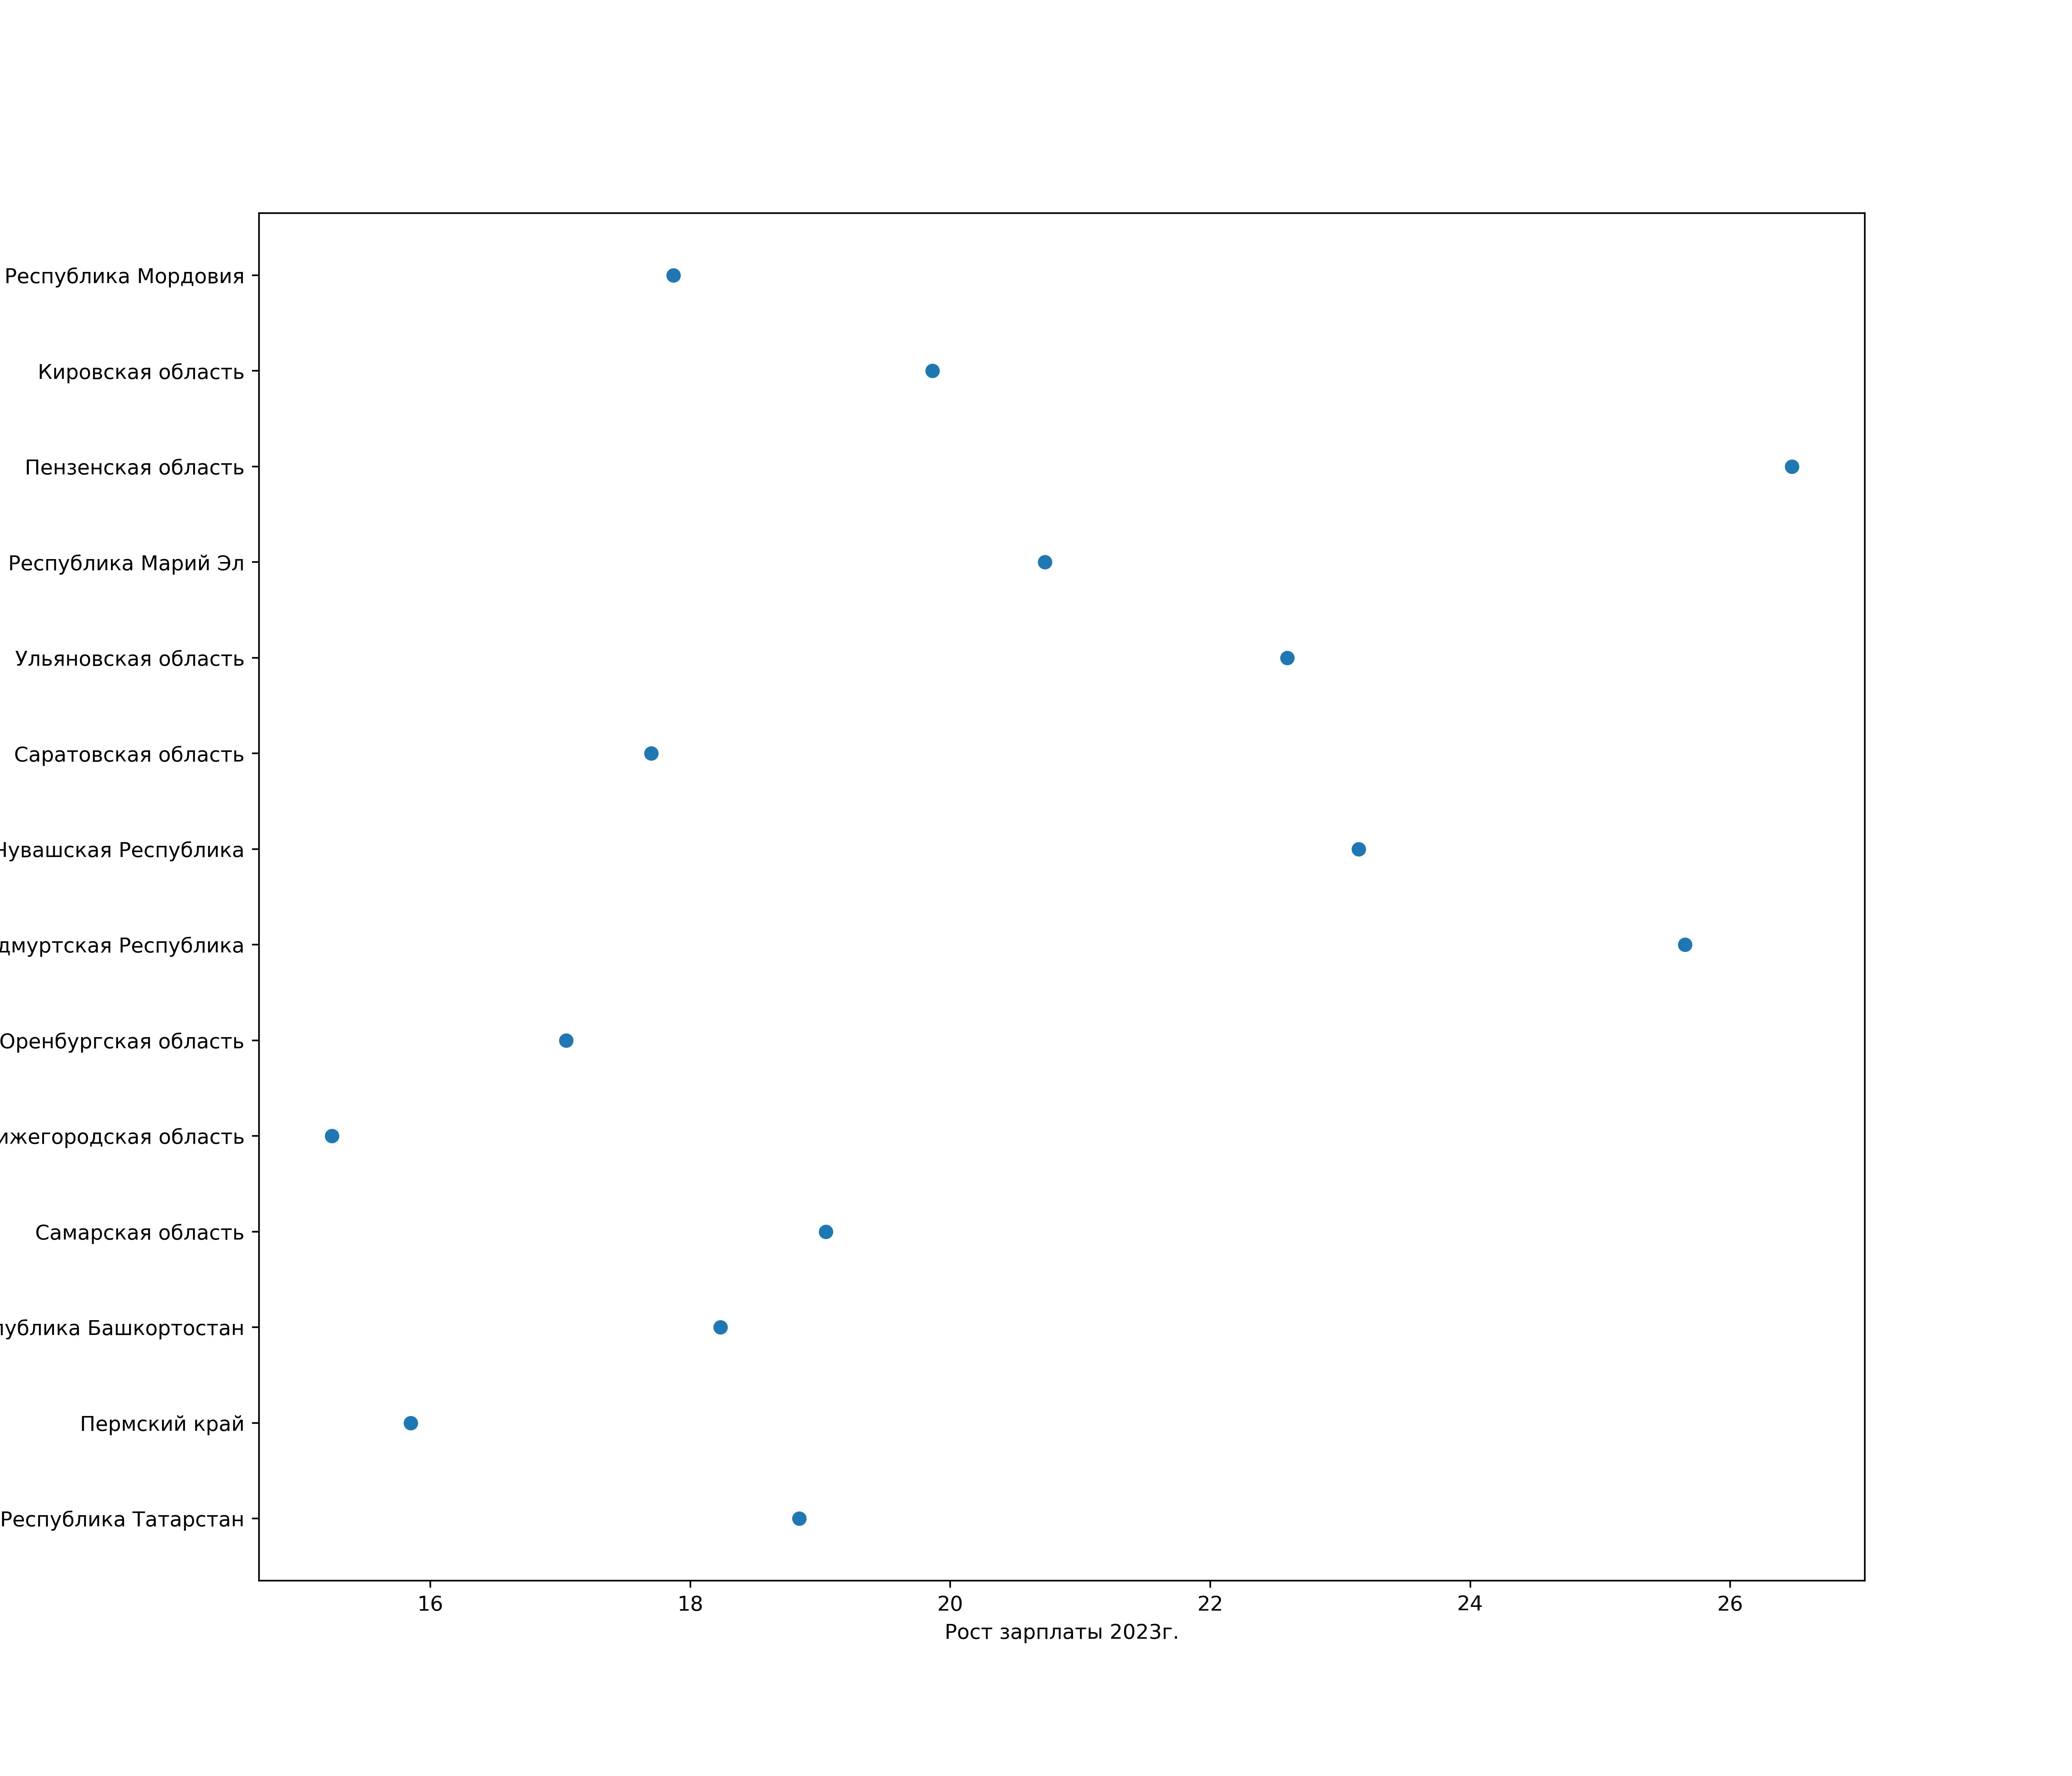 Республика Мордовия
Кировская область
Пензенская область
Республика Марий Эл
Ульяновская область
Саратовская область
Чувашская Республика
дмуртская Республика
Оренбургская область
ижегородская область
Самарская область
публика Башкортостан
Пермский край
Республика Татарстан
16 18 20 22 24 26
Рост зарплаты 2023г.